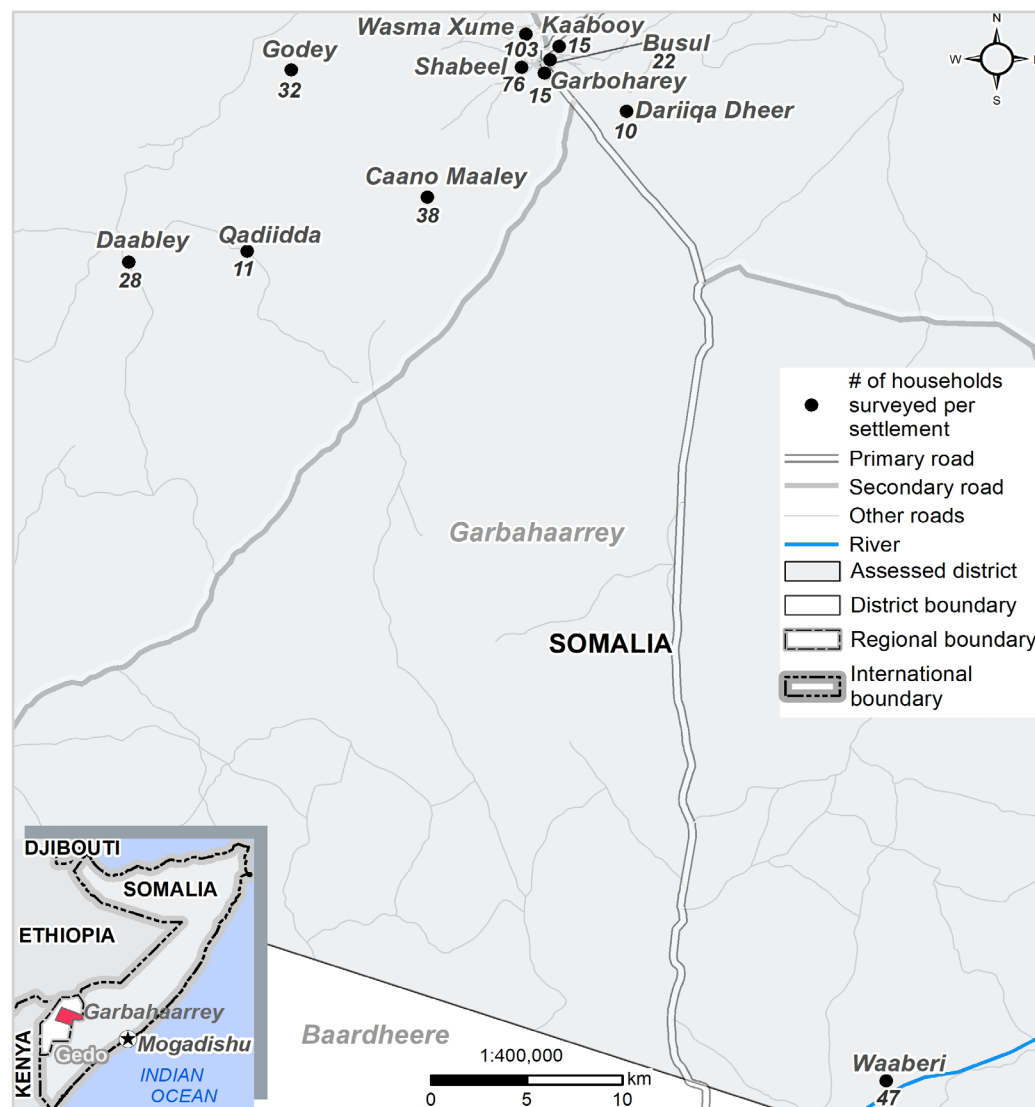 Wasma Xume
103
Kaabooy
15
Busul
22
Godey
32
Shabeel
76
Garboharey
15
Dariiqa Dheer
10
Caano Maaley
38
Qadiidda
11
Daabley
28
N
W
S
# of households
surveyed per
settlement
Primary road
Secondary road
Other roads
River
Assessed district
District boundary
Regional boundary
International
boundary
Garbahaarrey
SOMALIA
DJIBOUTI
SOMALIA
ETHIOPIA
Garbahaarrey
KENYA
Gedo
Mogadishu
INDIAN
OCEAN
Baardheere
1:400,000
km
0 5 10
Waaberi
47